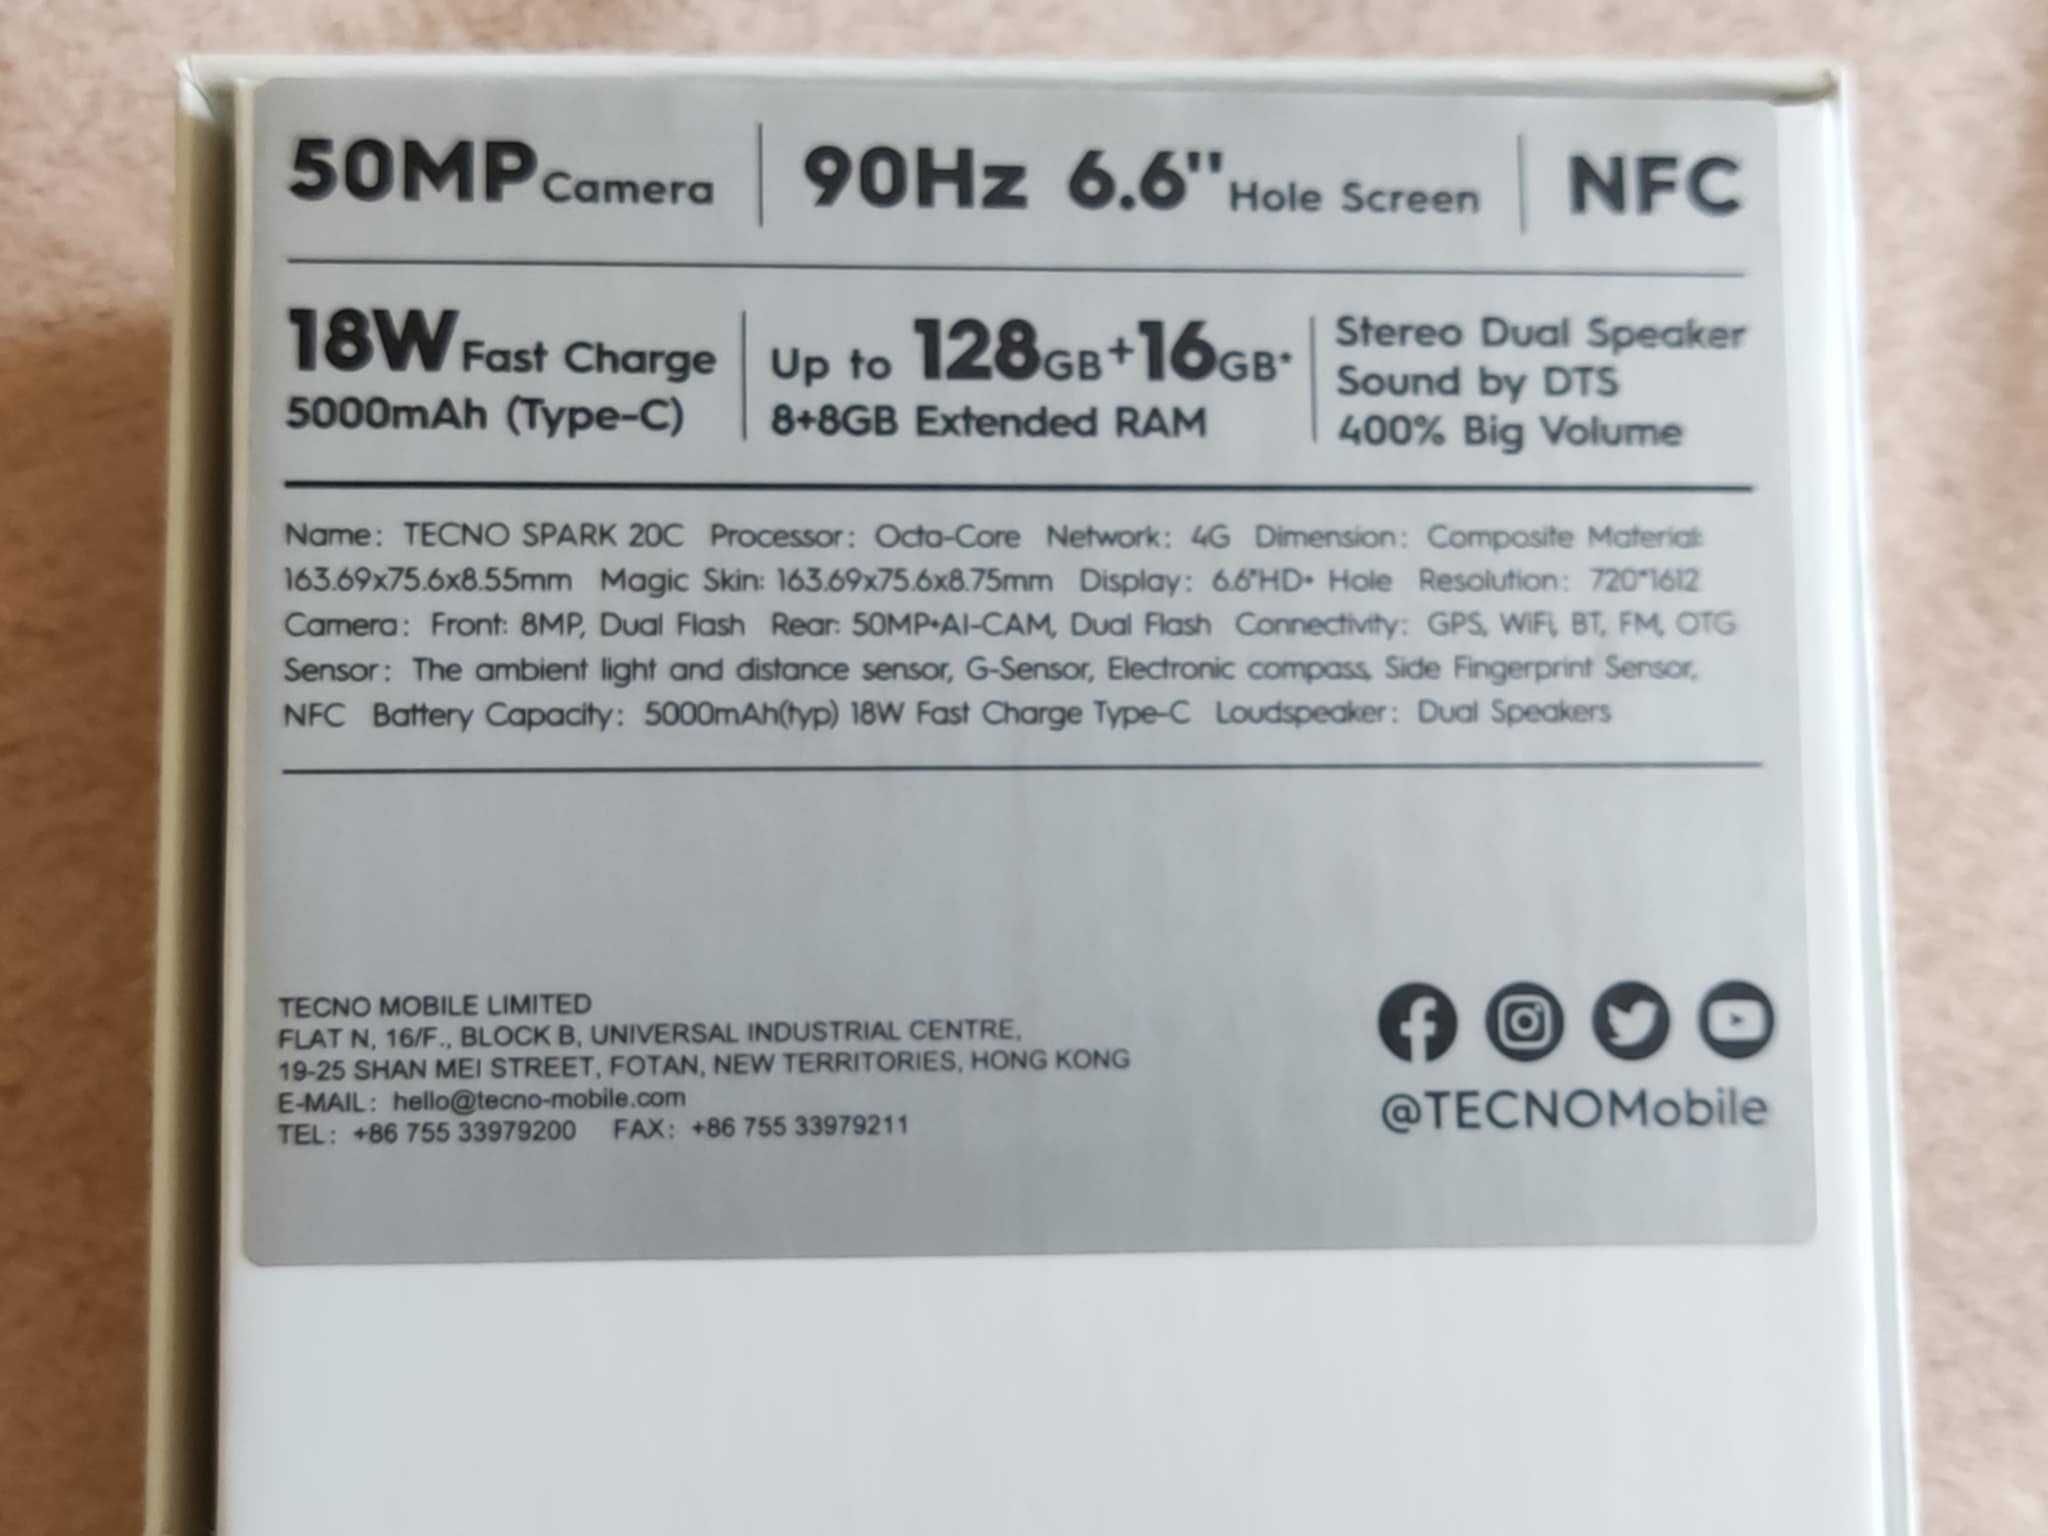 50MP Camera | 90Hz 6.6" Hole Screen | NFC
18W Fast Charge
5000mAh (Type-C)
Up to 128GB+16GB*
8+8GB Extended RAM
Stereo Dual Speaker
Sound by DTS
400% Big Volume
Name: TECNO SPARK 20C Processor: Octa-Core Network: 4G Dimension: Composite Material:
163.69x75.6x8.55mm Magic Skin: 163.69x75.6x8.75mm Display: 6.6"HD+ Hole Resolution: 720*1612
Camera: Front: 8MP, Dual Flash Rear: 50MP+AI-CAM, Dual Flash Connectivity: GPS, WiFi, BT, FM, OTG
Sensor: The ambient light and distance sensor, G-Sensor, Electronic compass, Side Fingerprint Sensor,
NFC Battery Capacity: 5000mAh(typ) 18W Fast Charge Type-C Loudspeaker: Dual Speakers
TECNO MOBILE LIMITED
FLAT N, 16/F., BLOCK B, UNIVERSAL INDUSTRIAL CENTRE,
19-25 SHAN MEI STREET, FOTAN, NEW TERRITORIES, HONG KONG
E-MAIL: hello@tecno-mobile.com
TEL: +86 755 33979200 FAX: +86 755 33979211
@TECNOMobile